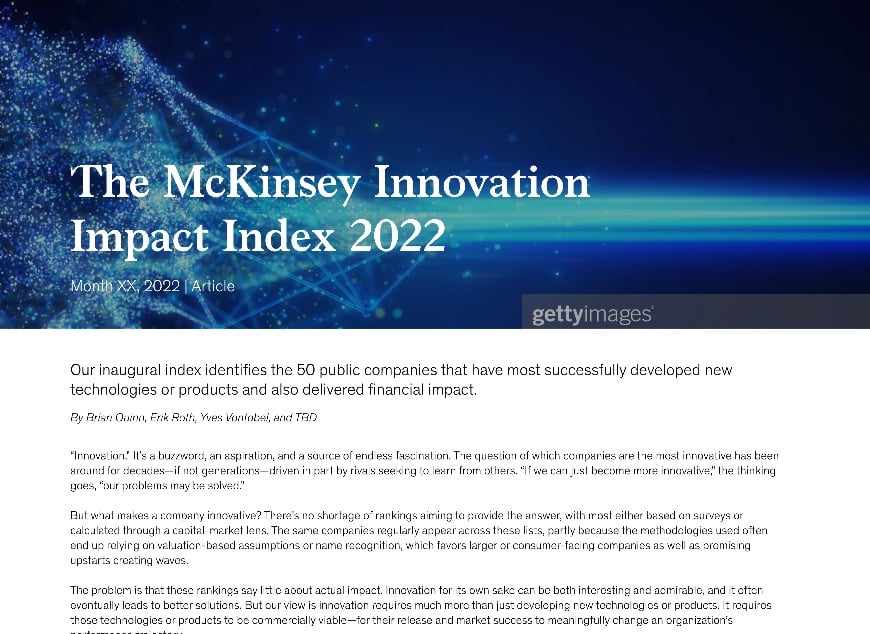 The McKinsey Innovation
Impact Index 2022
Month XX, 2022 | Article
gettyimages®
Our inaugural index identifies the 50 public companies that have most successfully developed new
technologies or products and also delivered financial impact.
By Brian Quinn, Erik Roth, Yves Vontobel, and TBD
“Innovation.” It’s a buzzword, an aspiration, and a source of endless fascination. The question of which companies are the most innovative has been
around for decades—if not generations—driven in part by rivals seeking to learn from others. “If we can just become more innovative,” the thinking
goes, “our problems may be solved.”
But what makes a company innovative? There’s no shortage of rankings aiming to provide the answer, with most either based on surveys or
calculated through a capital-market lens. The same companies regularly appear across these lists, partly because the methodologies used often
end up relying on valuation-based assumptions or name recognition, which favors larger or consumer-facing companies as well as promising
upstarts creating waves.
The problem is that these rankings say little about actual impact. Innovation for its own sake can be both interesting and admirable, and it often
eventually leads to better solutions. But our view is innovation requires much more than just developing new technologies or products. It requires
those technologies or products to be commercially viable—for their release and market success to meaningfully change an organization’s
performance trajectory.